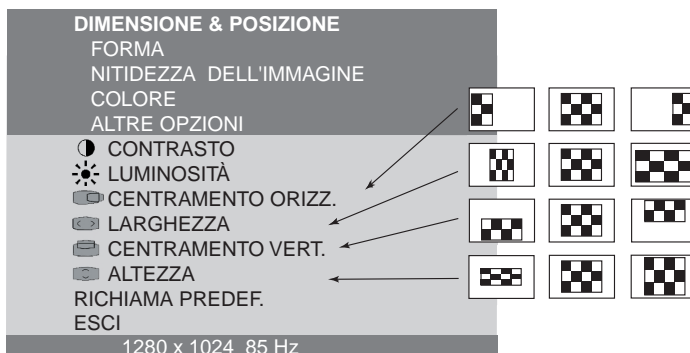 DIMENSIONE & POSIZIONE
FORMA
NITIDEZZA DELL'IMMAGINE
COLORE
ALTRE OPZIONI
CONTRASTO
LUMINOSITÀ
CENTRAMENTO ORIZZ.
LARGHEZZA
CENTRAMENTO VERT.
ALTEZZA
RICHIAMA PREDEF.
ESCI
1280 x 1024 85 Hz